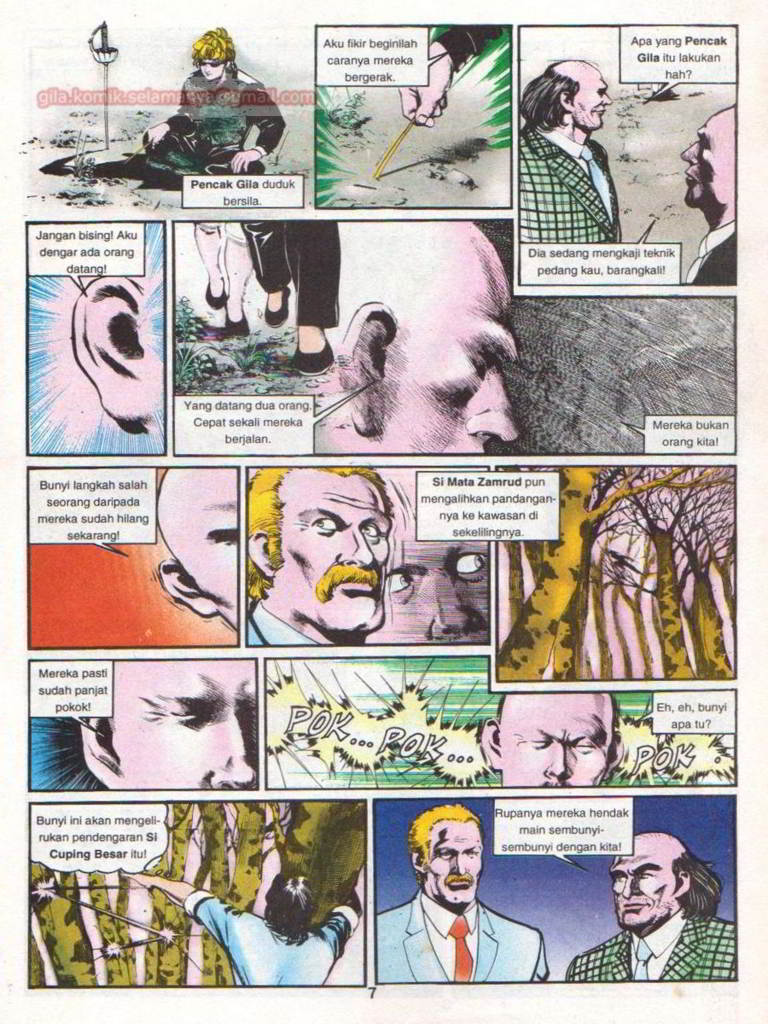 gila.komik.selamanya@gmail.com
Pencak Gila duduk
bersila.
Aku fikir beginilah
caranya mereka
bergerak.
Apa yang Pencak
Gila itu lakukan
hah?
Dia sedang mengkaji teknik
pedang kau, barangkali!
Jangan bising! Aku
dengar ada orang
datang!
Yang datang dua orang.
Cepat sekali mereka
berjalan.
Mereka bukan
orang kita!
Bunyi langkah salah
seorang daripada
mereka sudah hilang
sekarang!
Si Mata Zamrud pun
mengalihkan pandangan-
nya ke kawasan di
sekelilingnya.
Mereka pasti
sudah panjat
pokok!
POK... POK... POK.
Eh, eh, bunyi
apa tu?
Bunyi ini akan mengeli-
rukan pendengaran Si
Cuping Besar itu!
Rupanya mereka hendak
main sembunyi-
sembunyi dengan kita!
7